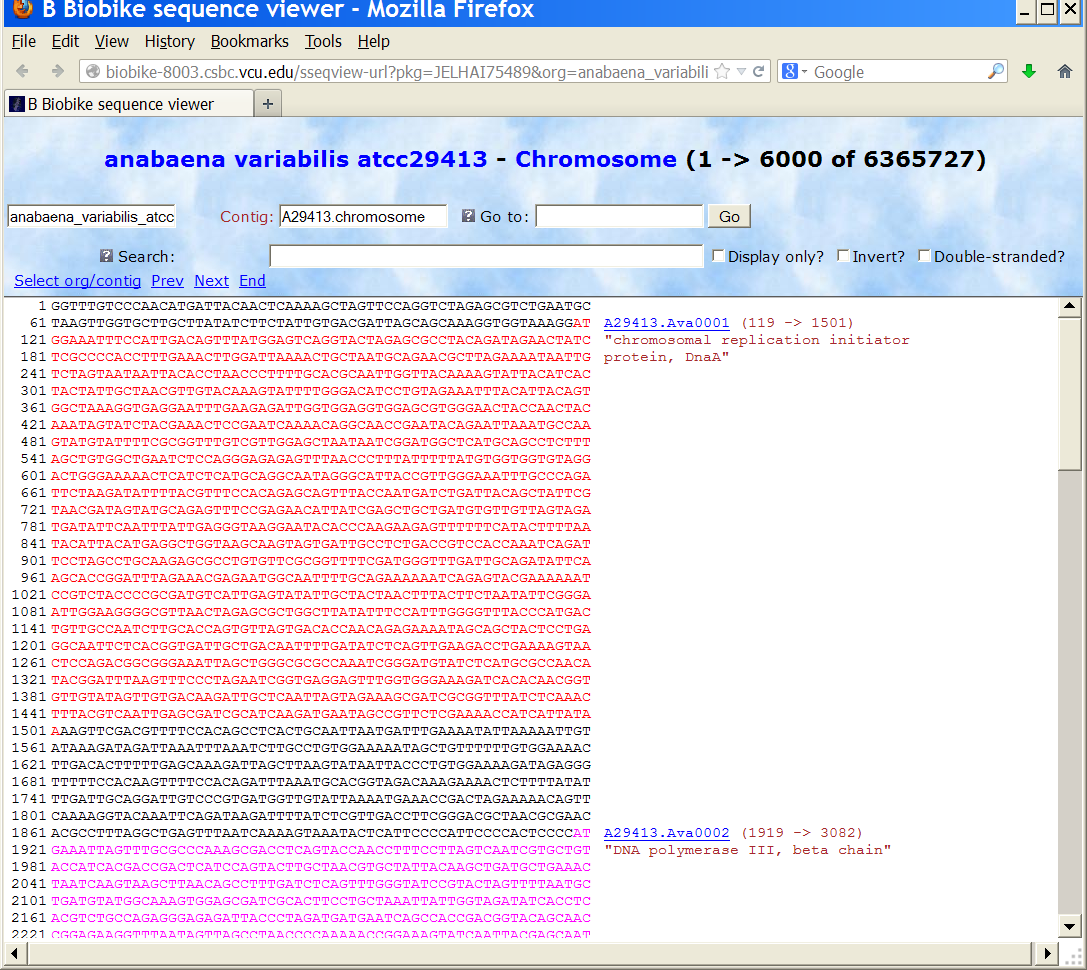 B Biobike sequence viewer - Mozilla Firefox
File Edit View History Bookmarks Tools Help
biobike-8003.csbc.vcu.edu/sseqview-url?pkg=JELHAI75489&org=anabaena_variabili
Google
B Biobike sequence viewer
anabaena variabilis atcc29413 - Chromosome (1 -> 6000 of 6365727)
anabaena_variabilis_atcc Contig: A29413.chromosome ? Go to: Go
? Search: Display only? Invert? Double-stranded?
Select org/contig Prev Next End
1 GGTTTGTCCCAACATGATTACAACTCAAAAGCTAGTTCCAGGTCTAGAGCGTCTGAATGC
61 TAAGTTGGTGCTTGCTTATATCTTCTATTGTGACGATTAGCAGCAAAGGTGGTAAAGGAT A29413.Ava0001 (119 -> 1501)
121 GGAAATTTCCATTGACAGTTTATGGAGTCAGGTACTAGAGCGCCTACAGATAGAACTATC "chromosomal replication initiator
181 TCGCCCCACCTTTGAAACTTGGATTAAAACTGCTAATGCAGAACGCTTAGAAAATAATTG protein, DnaA"
241 TCTAGTAATAATTACACCTAACCCTTTTGCACGCAATTGGTTACAAAAGTATTACATCAC
301 TACTATTGCTAACGTTGTACAAAGTATTTTGGGACATCCTGTAGAAATTTACATTACAGT
361 GGCTAAAGGTGAGGAATTTGAAGAGATTGGTGGAGGTGGAGCGTGGGAACTACCAACTAC
421 AAATAGTATCTACGAAACTCCGAATCAAAACAGGCAACCGAATACAGAATTAAATGCCAA
481 GTATGTATTTTCGCGGTTTGTCGTTGGAGCTAATAATCGGATGGCTCATGCAGCCTCTTT
541 AGCTGTGGCTGAATCTCCAGGGAGAGAGTTTAACCCTTTATTTTTATGTGGTGGTGTAGG
601 ACTGGGAAAAACTCATCTCATGCAGGCAATAGGGCATTACCGTTGGGAAATTTGCCCAGA
661 TTCTAAGATATTTTACGTTTCCACAGAGCAGTTTACCAATGATCTGATTACAGCTATTCG
721 TAACGATAGTATGCAGAGTTTCCGAGAACATTATCGAGCTGCTGATGTGTTGTTAGTAGA
781 TGATATTCAATTTATTGAGGGTAAGGAATACACCCAAGAAGAGTTTTTTCATACTTTTAA
841 TACATTACATGAGGCTGGTAAGCAAGTAGTGATTGCCTCTGACCGTCCACCAAATCAGAT
901 TCCTAGCCTGCAAGAGCGCCTGTGTTCGCGGTTTTCGATGGGTTTGATTGCAGATATTCA
961 AGCACCGGATTTAGAAACGAGAATGGCAATTTTGCAGAAAAAATCAGAGTACGAAAAAAT
1021 CCGTCTACCCCGCGATGTCATTGAGTATATTGCTACTAACTTTACTTCTAATATTCGGGA
1081 ATTGGAAGGGGCGTTAACTAGAGCGCTGGCTTATATTTCCATTTGGGGTTTACCCATGAC
1141 TGTTGCCAATCTTGCACCAGTGTTAGTGACACCAACAGAGAAAATAGCAGCTACTCCTGA
1201 GGCAATTCTCACGGTGATTGCTGACAATTTTGATATCTCAGTTGAAGACCTGAAAAGTAA
1261 CTCCAGACGGCGGGAAATTAGCTGGGCGCGCCAAATCGGGATGTATCTCATGCGCCAACA
1321 TACGGATTTAAGTTTCCCTAGAATCGGTGAGGAGTTTGGTGGGAAAGATCACACAACGGT
1381 GTTGTATAGTTGTGACAAGATTGCTCAATTAGTAGAAAGCGATCGCGGTTTATCTCAAAC
1441 TTTACGTCAATTGAGCGATCGCATCAAGATGAATAGCCGTTCTCGAAAACCATCATTATA
1501 AAAGTTCGACGTTTTCCACAGCCTCACTGCAATTAATGATTTGAAAATATTAAAAATTGT
1561 ATAAAGATAGATTAAATTTAAATCTTGCCTGTGGAAAAATAGCTGTTTTTTGTGGAAAAC
1621 TTGACACTTTTTGAGCAAAGATTAGCTTAAGTATAATTACCCTGTGGAAAAGATAGAGGG
1681 TTTTTCCACAAGTTTTCCACAGATTTAAATGCACGGTAGACAAAGAAAACTCTTTTATAT
1741 TTGATTGCAGGATTGTCCCGTGATGGTTGTATTAAAATGAAACCGACTAGAAAAACAGTT
1801 CAAAAGGTACAAATTCAGATAAGATTTTATCTCGTTGACCTTCGGGACGCTAACGCGAAC
1861 ACGCCTTTAGGCTGAGTTTAATCAAAAGTAAATACTCATTCCCCATTCCCCACTCCCCAT A29413.Ava0002 (1919 -> 3082)
1921 GAAATTAGTTTGCGCCCAAAGCGACCTCAGTACCAACCTTTCCTTAGTCAATCGTGCTGT "DNA polymerase III, beta chain"
1981 ACCATCACGACCGACTCATCCAGTACTTGCTAACGTGCTATTACAAGCTGATGCTGAAAC
2041 TAATCAAGTAAGCTTAACAGCCTTTGATCTCAGTTTGGGTATCCGTACTAGTTTTAATGC
2101 TGATGTATGGCAAAGTGGAGCGATCGCACTTCCTGCTAAATTATTGGTAGATATCACCTC
2161 ACGTCTGCCAGAGGGAGAGATTACCCTAGATGATGAATCAGCCACCGACGGTACAGCAAC
2221 CGGAGAAGGTTTAATAGTTAGCCTAACCCCAAAAACCGGAAAGTATCAATTACGAGCAAT